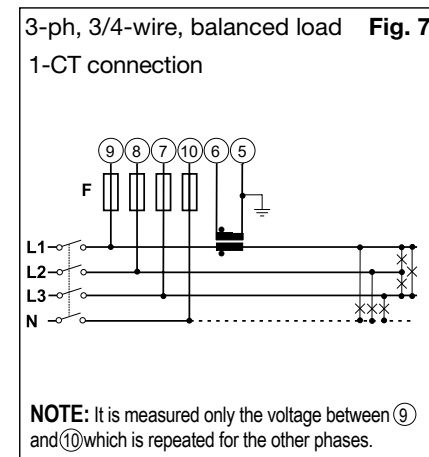 3-ph, 3/4-wire, balanced load Fig. 7
1-CT connection
9 8 7 10 6 5
F
L1
L2
L3
N
NOTE: It is measured only the voltage between 9
and 10 which is repeated for the other phases.